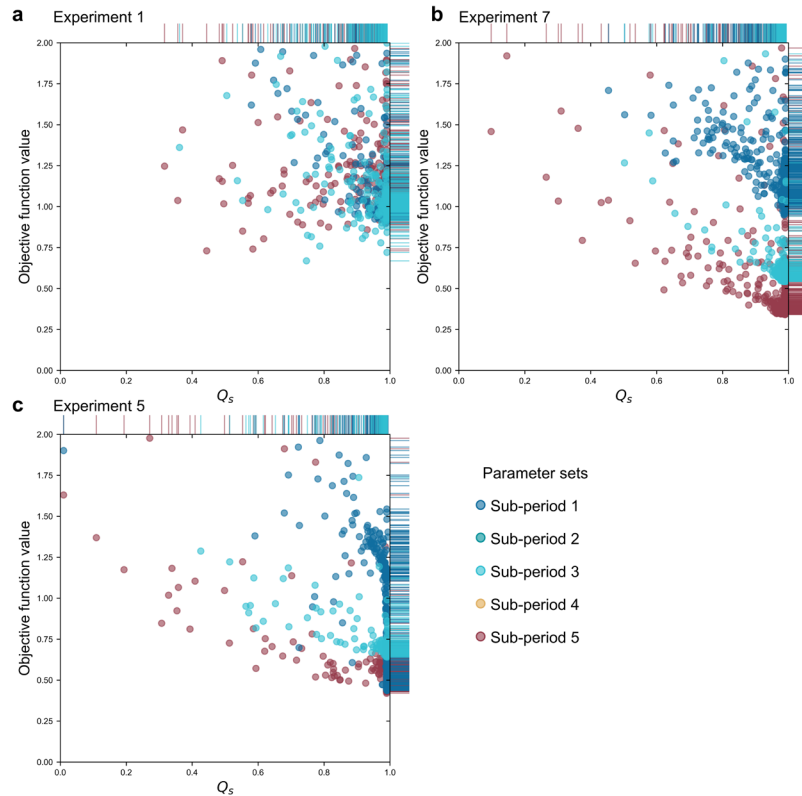 a
Experiment 1
2.00
1.75
1.50
1.25
1.00
0.75
0.50
0.25
0.00
Objective function value
0.0
0.2
0.4
0.6
0.8
1.0
Qs
b
Experiment 7
2.00
1.75
1.50
1.25
1.00
0.75
0.50
0.25
0.00
Objective function value
0.0
0.2
0.4
0.6
0.8
1.0
Qs
c
Experiment 5
2.00
1.75
1.50
1.25
1.00
0.75
0.50
0.25
0.00
Objective function value
0.0
0.2
0.4
0.6
0.8
1.0
Qs
Parameter sets
Sub-period 1
Sub-period 2
Sub-period 3
Sub-period 4
Sub-period 5